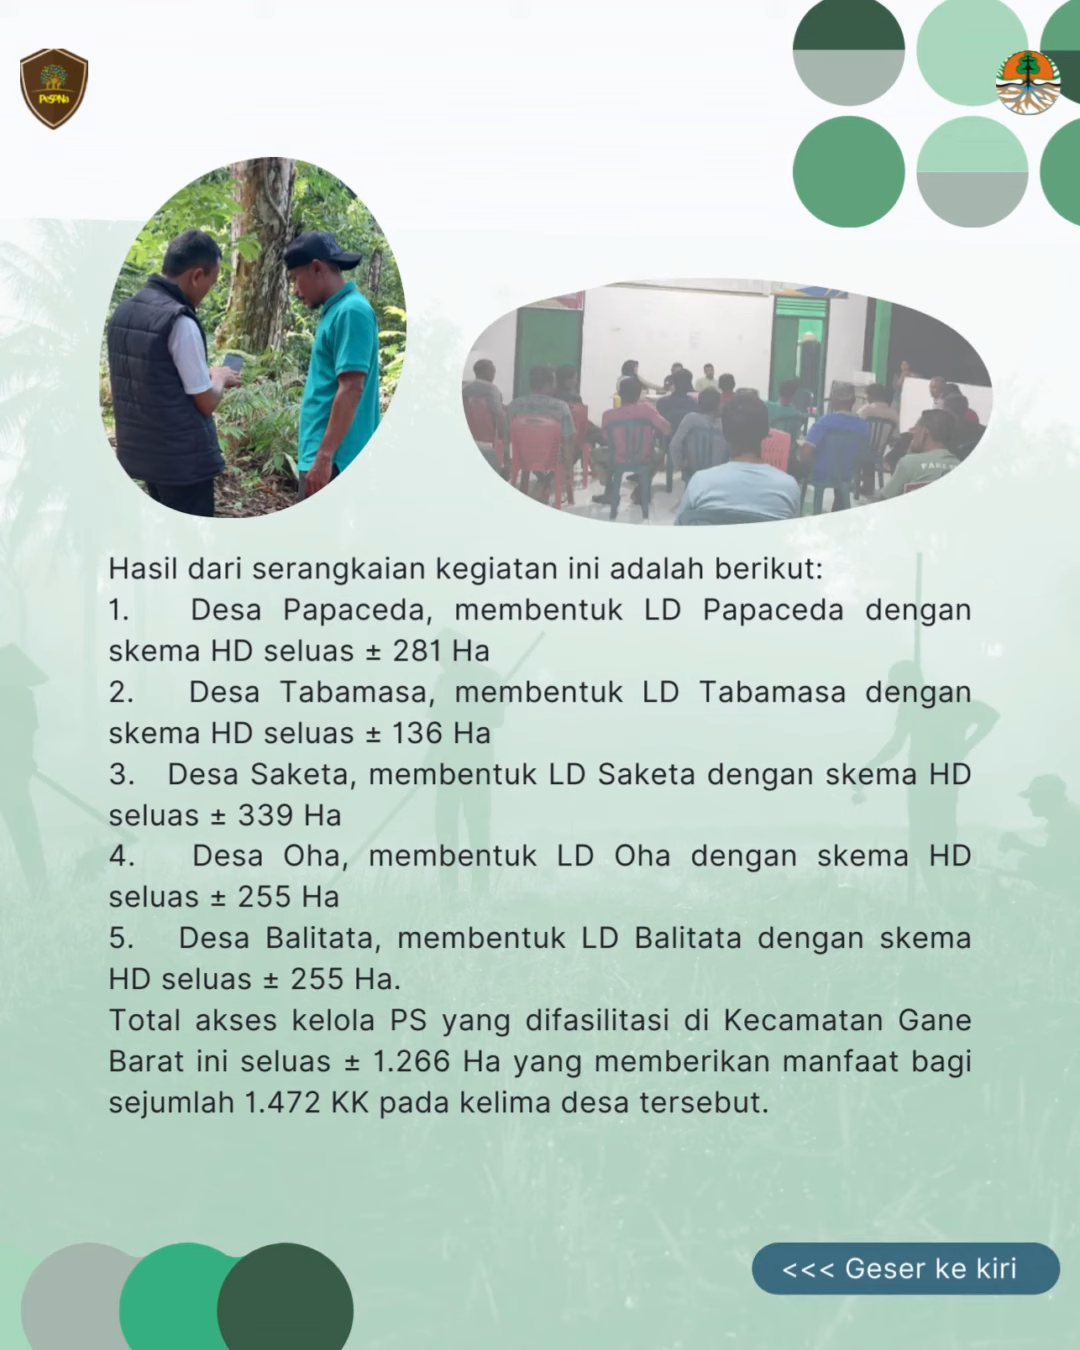 PeSoNa
Hasil dari serangkaian kegiatan ini adalah berikut:
1. Desa Papaceda, membentuk LD Papaceda dengan
skema HD seluas ± 281 Ha
2. Desa Tabamasa, membentuk LD Tabamasa dengan
skema HD seluas ± 136 Ha
3. Desa Saketa, membentuk LD Saketa dengan skema HD
seluas ± 339 Ha
4. Desa Oha, membentuk LD Oha dengan skema HD
seluas ± 255 Ha
5. Desa Balitata, membentuk LD Balitata dengan skema
HD seluas ± 255 Ha.
Total akses kelola PS yang difasilitasi di Kecamatan Gane
Barat ini seluas ± 1.266 Ha yang memberikan manfaat bagi
sejumlah 1.472 KK pada kelima desa tersebut.
<<< Geser ke kiri